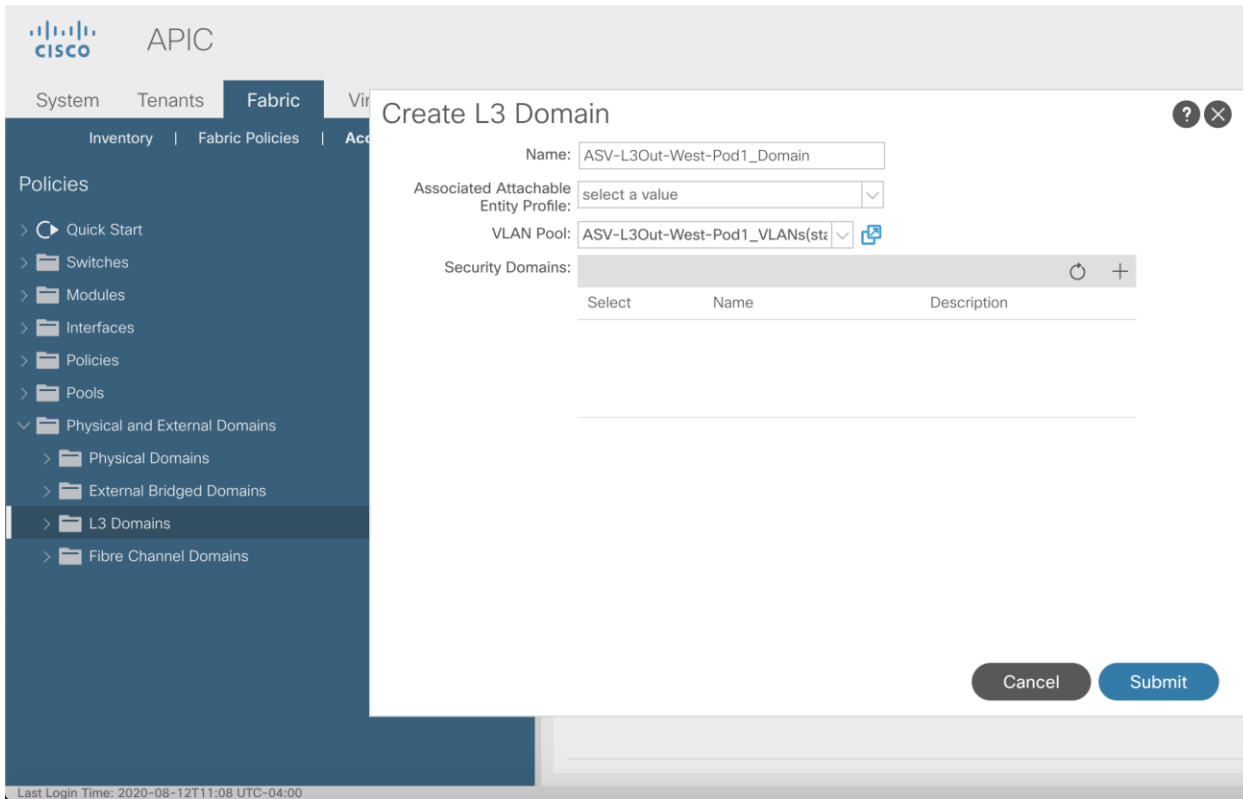 CISCO
APIC
System
Tenants
Fabric
Vir
Inventory | Fabric Policies | Acc
Policies
Quick Start
Switches
Modules
Interfaces
Policies
Pools
Physical and External Domains
Physical Domains
External Bridged Domains
L3 Domains
Fibre Channel Domains
Create L3 Domain
?
Name: ASV-L3Out-West-Pod1_Domain
Associated Attachable
Entity Profile: select a value
VLAN Pool: ASV-L3Out-West-Pod1_VLANs(sta
Security Domains:
Select Name Description
Cancel Submit
Last Login Time: 2020-08-12T11:08 UTC-04:00